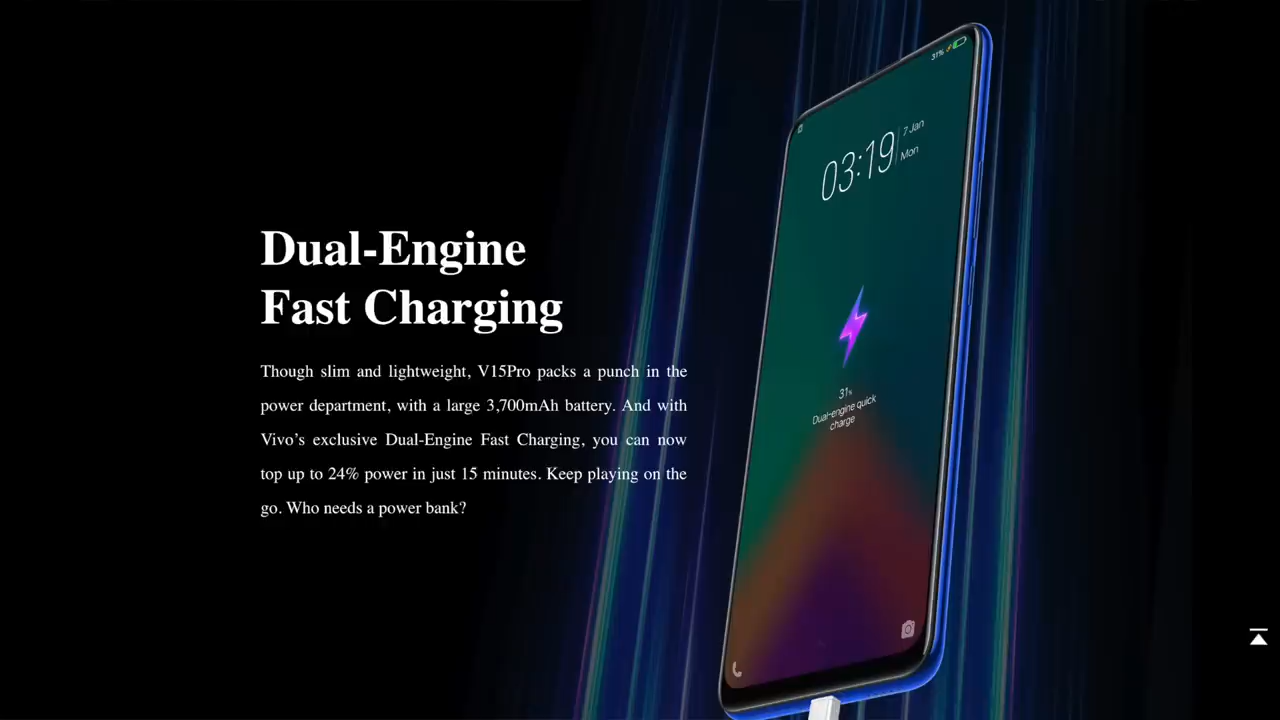 31%
03:19
7 Jan
Mon
Dual-Engine
Fast Charging
Though slim and lightweight, V15Pro packs a punch in the
power department, with a large 3,700mAh battery. And with
Vivo’s exclusive Dual-Engine Fast Charging, you can now
top up to 24% power in just 15 minutes. Keep playing on the
go. Who needs a power bank?
31%
Dual-engine quick
charge